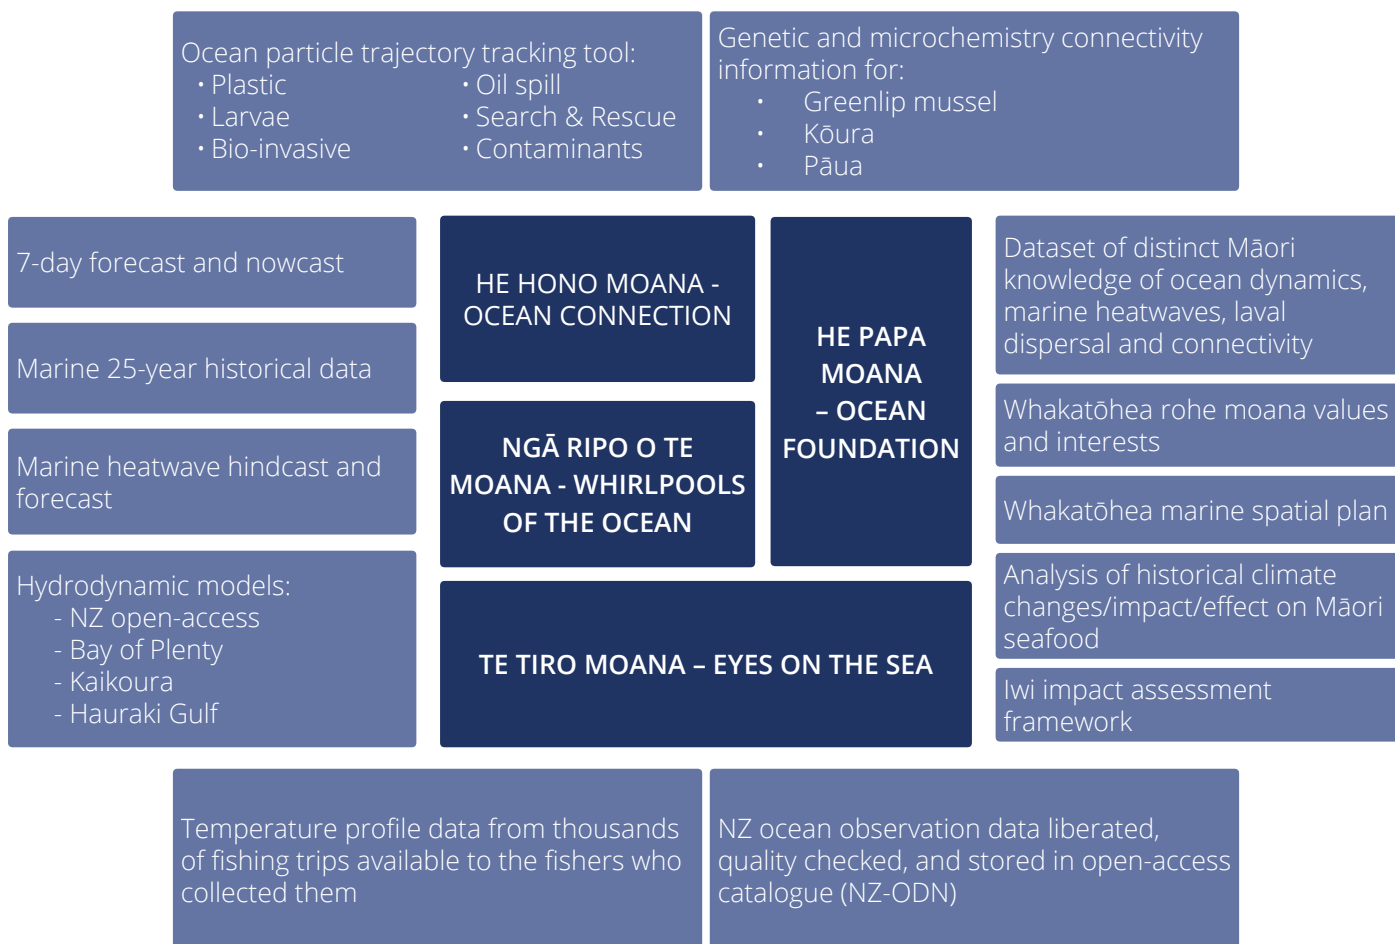 Ocean particle trajectory tracking tool:
· Plastic
· Larvae
· Bio-invasive
· Oil spill
· Search & Rescue
· Contaminants
Genetic and microchemistry connectivity
information for:
· Greenlip mussel
· Kōura
· Pāua
7-day forecast and nowcast
Marine 25-year historical data
Marine heatwave hindcast and
forecast
Hydrodynamic models:
- NZ open-access
- Bay of Plenty
- Kaikoura
- Hauraki Gulf
HE HONO MOANA -
OCEAN CONNECTION
NGĀ RIPO O TE
MOANA - WHIRLPOOLS
OF THE OCEAN
HE PAPA
MOANA
– OCEAN
FOUNDATION
TE TIRO MOANA – EYES ON THE SEA
Dataset of distinct Māori
knowledge of ocean dynamics,
marine heatwaves, laval
dispersal and connectivity
Whakatōhea rohe moana values
and interests
Whakatōhea marine spatial plan
Analysis of historical climate
changes/impact/effect on Māori
seafood
Iwi impact assessment
framework
Temperature profile data from thousands
of fishing trips available to the fishers who
collected them
NZ ocean observation data liberated,
quality checked, and stored in open-access
catalogue (NZ-ODN)